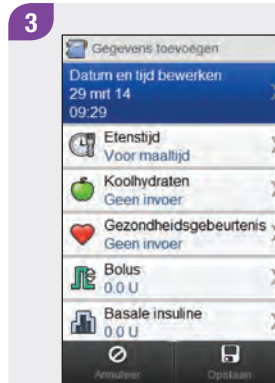 3
Gegevens toevoegen
Datum en tijd bewerken
29 mrt 14
09:29
Etenstijd
Voor maaltijd
Koolhydraten
Geen invoer
Gezondheidsgebeurtenis
Geen invoer
Bolus
0.0 U
Basale insuline
0.0 U
Annuleer
Opslaan